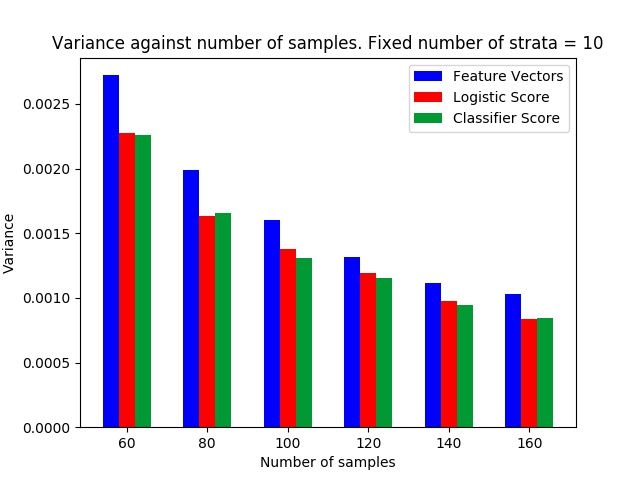 Variance against number of samples. Fixed number of strata = 10
Feature Vectors
Logistic Score
Classifier Score
Variance
0.0025
0.0020
0.0015
0.0010
0.0005
0.0000
60 80 100 120 140 160
Number of samples